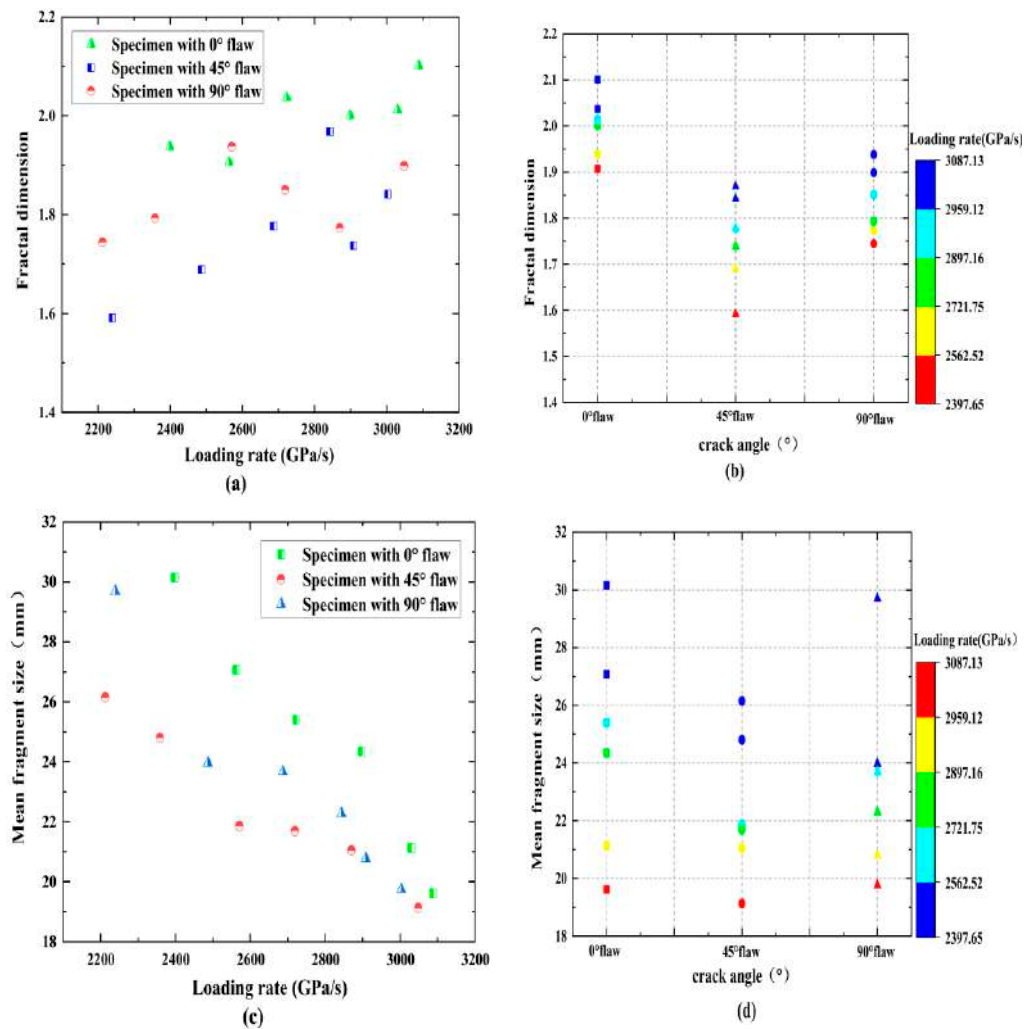 2.2
2.0
1.8
1.6
1.4
Fractal dimension
Specimen with 0° flaw
Specimen with 45° flaw
Specimen with 90° flaw
2200 2400 2600 2800 3000 3200
Loading rate (GPa/s)
(a)
2.2
2.1
2.0
1.9
1.8
1.7
1.6
1.5
1.4
Fractal dimension
0°flaw 45°flaw 90°flaw
crack angle（°）
(b)
Loading rate(GPa/s)
3087.13
2959.12
2897.16
2721.75
2562.52
2397.65
32
30
28
26
24
22
20
18
Mean fragment size（mm）
Specimen with 0° flaw
Specimen with 45° flaw
Specimen with 90° flaw
2200 2400 2600 2800 3000 3200
Loading rate (GPa/s)
(c)
32
30
28
26
24
22
20
18
Mean fragment size（mm）
0°flaw 45°flaw 90°flaw
crack angle（°）
(d)
Loading rate(GPa/s）
3087.13
2959.12
2897.16
2721.75
2562.52
2397.65